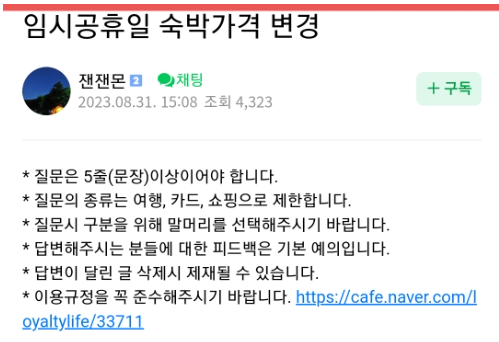 임시공휴일 숙박가격 변경
잰잰몬 2 채팅
2023.08.31. 15:08 조회 4,323
+ 구독
* 질문은 5줄(문장)이상이어야 합니다.
* 질문의 종류는 여행, 카드, 쇼핑으로 제한합니다.
* 질문시 구분을 위해 말머리를 선택해주시기 바랍니다.
* 답변해주시는 분들에 대한 피드백은 기본 예의입니다.
* 답변이 달린 글 삭제시 제재될 수 있습니다.
* 이용규정을 꼭 준수해주시기 바랍니다. https://cafe.naver.com/l
oyaltylife/33711